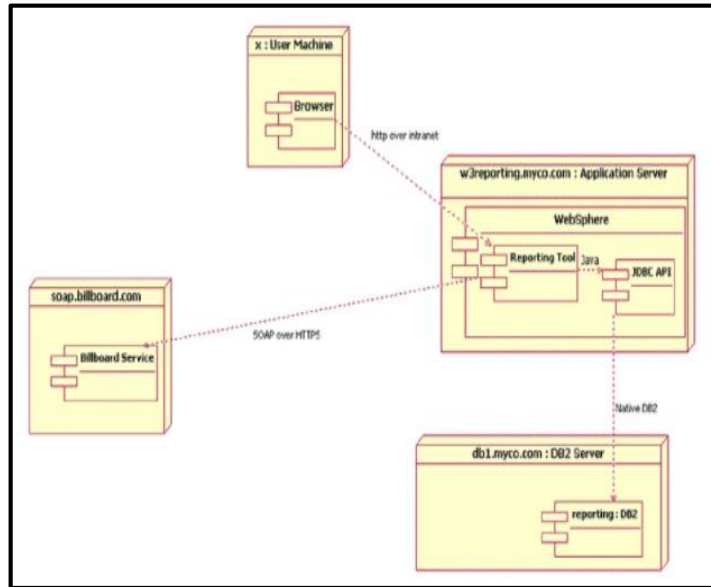 x : User Machine
Browser
http over intranet
w3reporting.myco.com : Application Server
WebSphere
Reporting Tool
Java
JDBC API
soap.billboard.com
SOAP over HTTPS
Billboard Service
Native DB2
db1.myco.com : DB2 Server
reporting : DB2